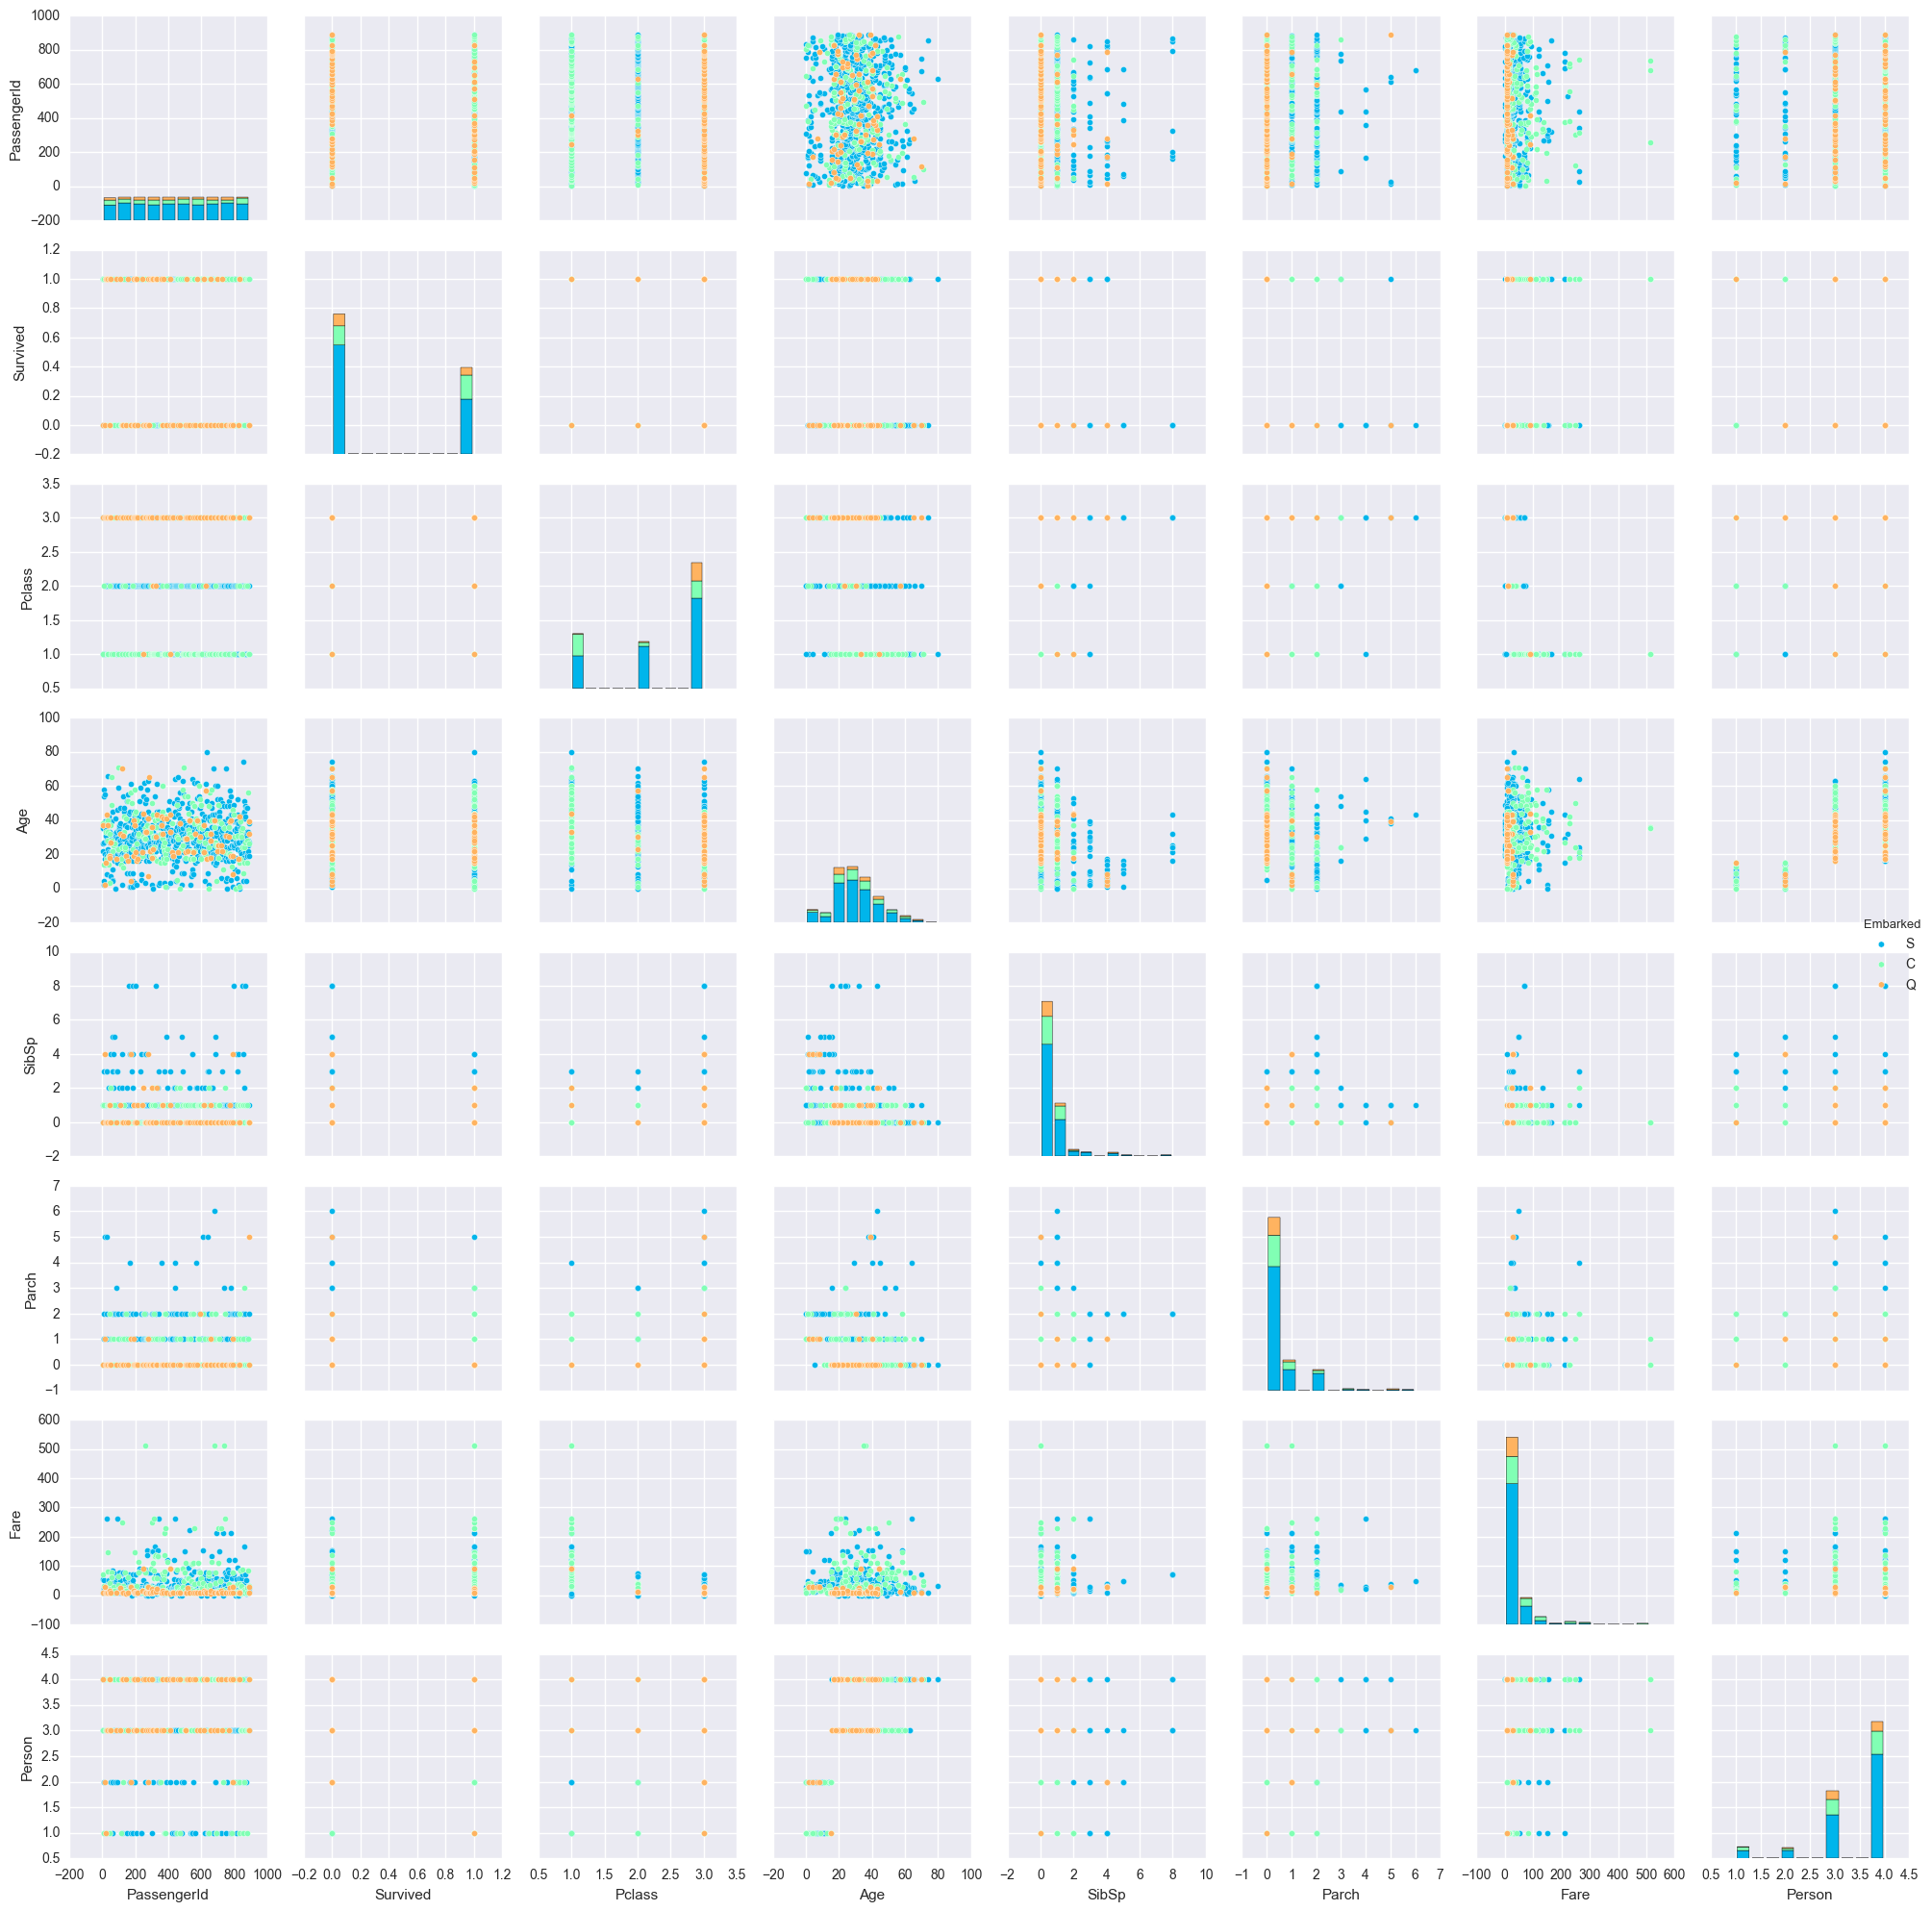 1000
800
600
400
200
0
−200
PassengerId
1.2
1.0
0.8
0.6
0.4
0.2
0.0
−0.2
Survived
3.5
3.0
2.5
2.0
1.5
1.0
0.5
Pclass
100
80
60
40
20
0
−20
Age
Embarked
S
C
Q
10
8
6
4
2
0
−2
SibSp
7
6
5
4
3
2
1
0
−1
Parch
600
500
400
300
200
100
0
−100
Fare
4.5
4.0
3.5
3.0
2.5
2.0
1.5
1.0
0.5
Person
−200 0 200 400 600 800 1000
−0.2 0.0 0.2 0.4 0.6 0.8 1.0 1.2
0.5 1.0 1.5 2.0 2.5 3.0 3.5
−20 0 20 40 60 80 100
−2 0 2 4 6 8 10
−1 0 1 2 3 4 5 6 7
−100 0 100 200 300 400 500 600
0.5 1.0 1.5 2.0 2.5 3.0 3.5 4.0 4.5
PassengerId Survived Pclass Age SibSp Parch Fare Person